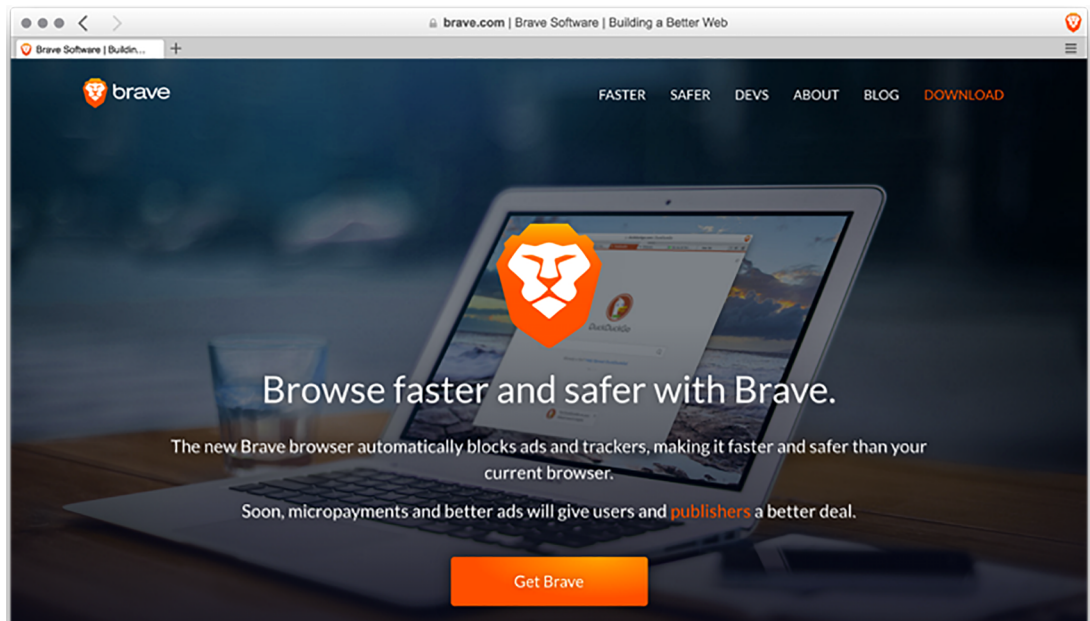 brave.com | Brave Software | Building a Better Web
Brave Software | Buildin...
brave
FASTER SAFER DEVS ABOUT BLOG DOWNLOAD
DuckDuckGo
Browse faster and safer with Brave.
The new Brave browser automatically blocks ads and trackers, making it faster and safer than your
current browser.
Soon, micropayments and better ads will give users and publishers a better deal.
Get Brave